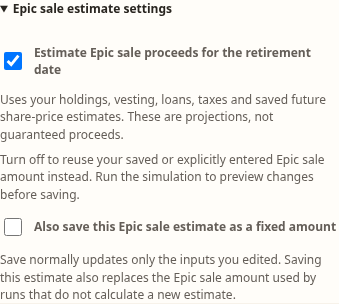 ▼ Epic sale estimate settings
Estimate Epic sale proceeds for the retirement
date
Uses your holdings, vesting, loans, taxes and saved future
share-price estimates. These are projections, not
guaranteed proceeds.
Turn off to reuse your saved or explicitly entered Epic sale
amount instead. Run the simulation to preview changes
before saving.
Also save this Epic sale estimate as a fixed amount
Save normally updates only the inputs you edited. Saving
this estimate also replaces the Epic sale amount used by
runs that do not calculate a new estimate.